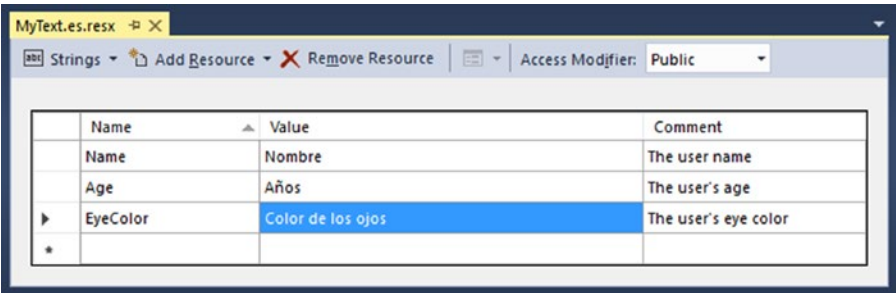 MyText.es.resx
abc Strings Add Resource Remove Resource Access Modifier: Public
Name Value Comment
Name Nombre The user name
Age Años The user's age
EyeColor Color de los ojos The user's eye color
*